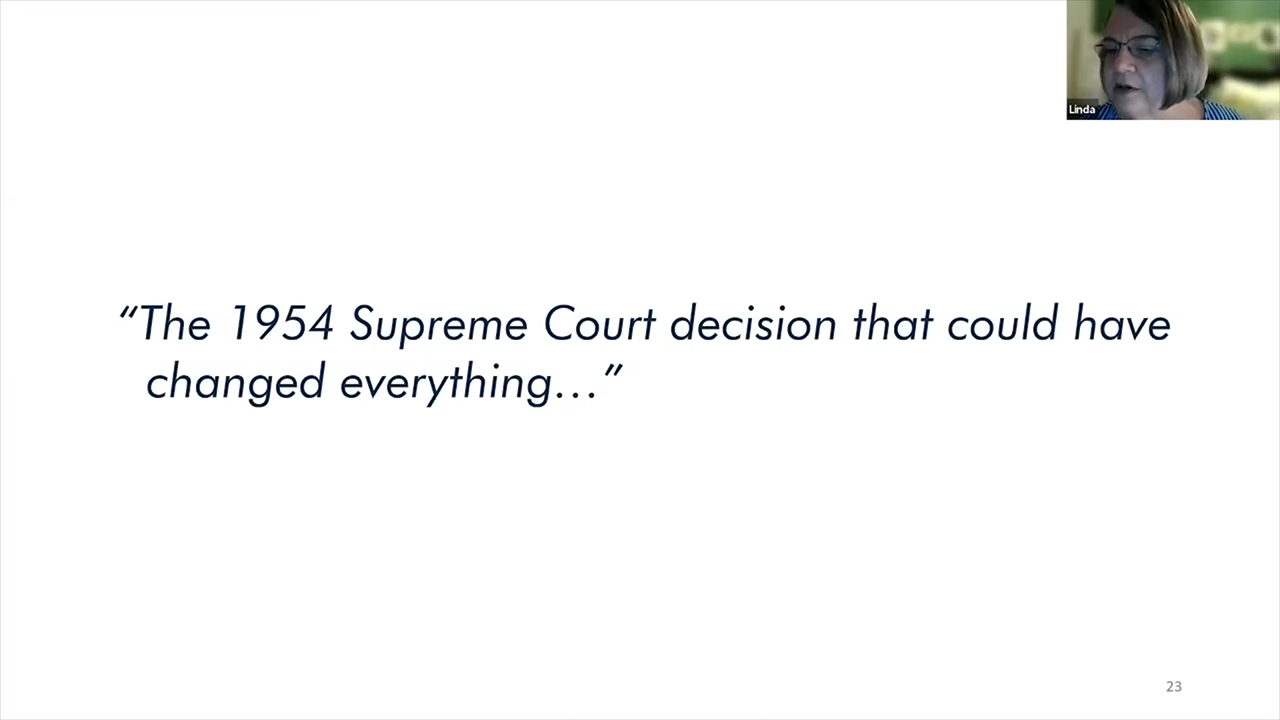 Linda
“The 1954 Supreme Court decision that could have
changed everything…”
23